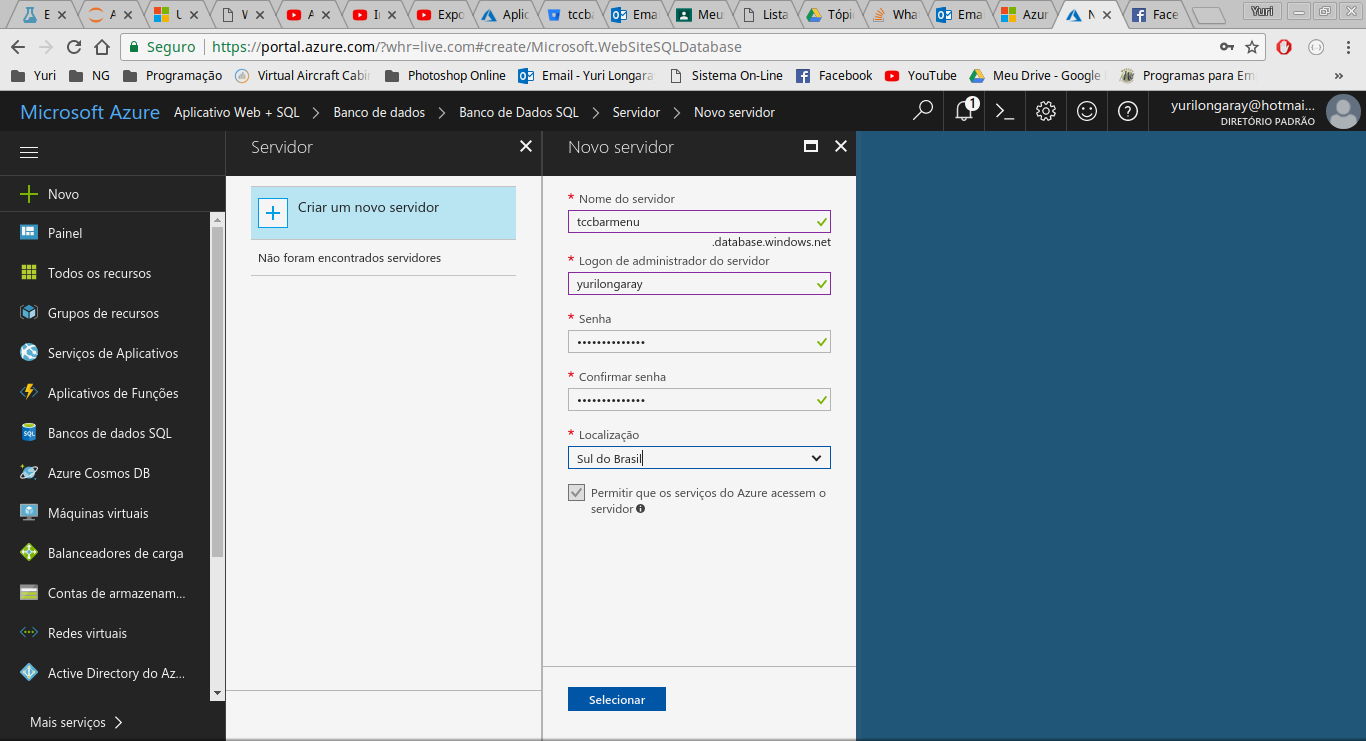 E
A
U
W
A
I
Expo
Aplic
tccb
Ema
Meu
Lista
Tópi
Wha
Ema
Azur
Face
Yuri
Seguro https://portal.azure.com/?whr=live.com#create/Microsoft.WebSiteSQLDatabase
Yuri NG Programação Virtual Aircraft Cabin Photoshop Online Email - Yuri Longara Sistema On-Line Facebook YouTube Meu Drive - Google Programas para Em »
Microsoft Azure Aplicativo Web + SQL Banco de dados Banco de Dados SQL Servidor Novo servidor 1 yurilongaray@hotmai...
DIRETÓRIO PADRÃO
Novo
Painel
Todos os recursos
Grupos de recursos
Serviços de Aplicativos
Aplicativos de Funções
SQL Bancos de dados SQL
Azure Cosmos DB
Máquinas virtuais
Balanceadores de carga
Contas de armazenam...
Redes virtuais
Active Directory do Az...
Mais serviços
Servidor
Criar um novo servidor
Não foram encontrados servidores
Novo servidor
* Nome do servidor
tccbarmenu
.database.windows.net
* Logon de administrador do servidor
yurilongaray
* Senha
••••••••••••••
* Confirmar senha
••••••••••••••
* Localização
Sul do Brasil
Permitir que os serviços do Azure acessem o
servidor
Selecionar